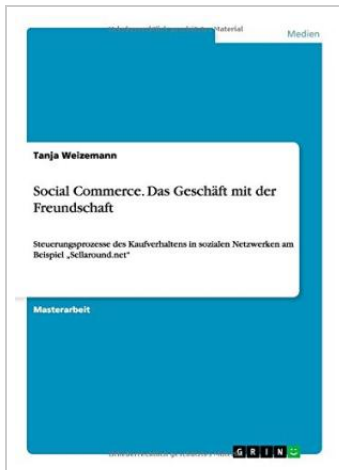 Medien
Tanja Weizemann
Social Commerce. Das Geschäft mit der
Freundschaft
Steuerungsprozesse des Kaufverhaltens in sozialen Netzwerken am
Beispiel „Sellaround.net“
Masterarbeit
GRIN